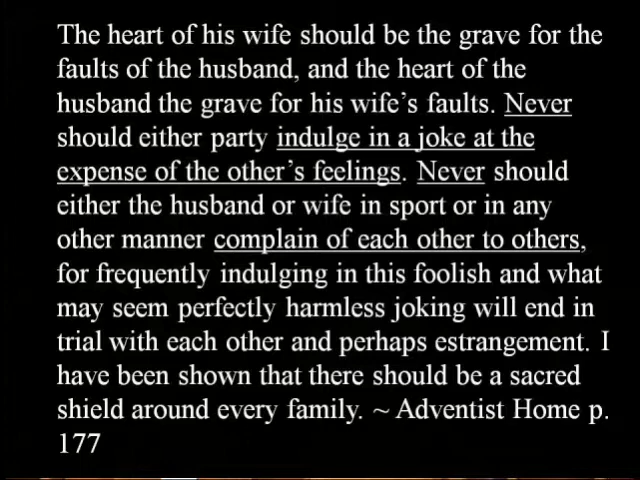 The heart of his wife should be the grave for the
faults of the husband, and the heart of the
husband the grave for his wife's faults. Never
should either party indulge in a joke at the
expense of the other's feelings. Never should
either the husband or wife in sport or in any
other manner complain of each other to others,
for frequently indulging in this foolish and what
may seem perfectly harmless joking will end in
trial with each other and perhaps estrangement. I
have been shown that there should be a sacred
shield around every family. ~ Adventist Home p.
177